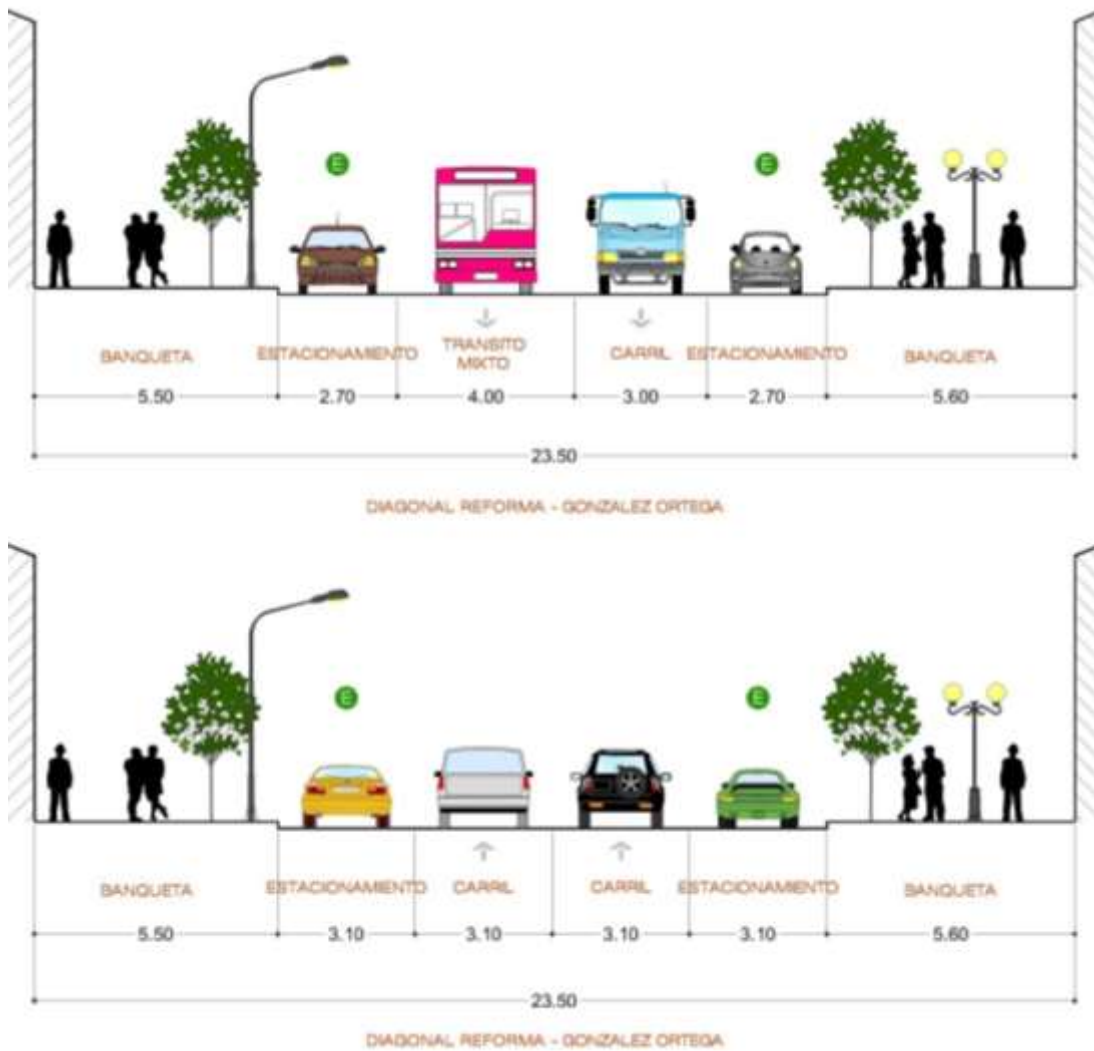 E E
BANQUETA ESTACIONAMIENTO TRANSITO MIXTO CARRIL ESTACIONAMIENTO BANQUETA
5.50 2.70 4.00 3.00 2.70 5.60
23.50
DIAGONAL REFORMA - GONZALEZ ORTEGA
E E
BANQUETA ESTACIONAMIENTO CARRIL CARRIL ESTACIONAMIENTO BANQUETA
5.50 3.10 3.10 3.10 3.10 5.60
23.50
DIAGONAL REFORMA - GONZALEZ ORTEGA